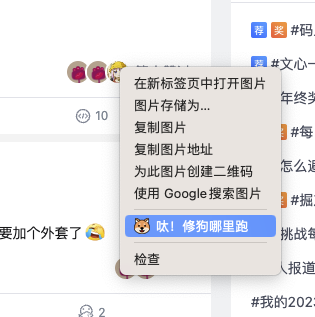 荐 奖 #码
荐 #文心一
在新标签页中打开图片
年终奖
图片存储为...
10
复制图片
#每
复制图片地址
怎么退
为此图片创建二维码
使用 Google 搜索图片
#掘
要加个外套了
呔！修狗哪里跑
挑战每
检查
人报道
#我的202
2